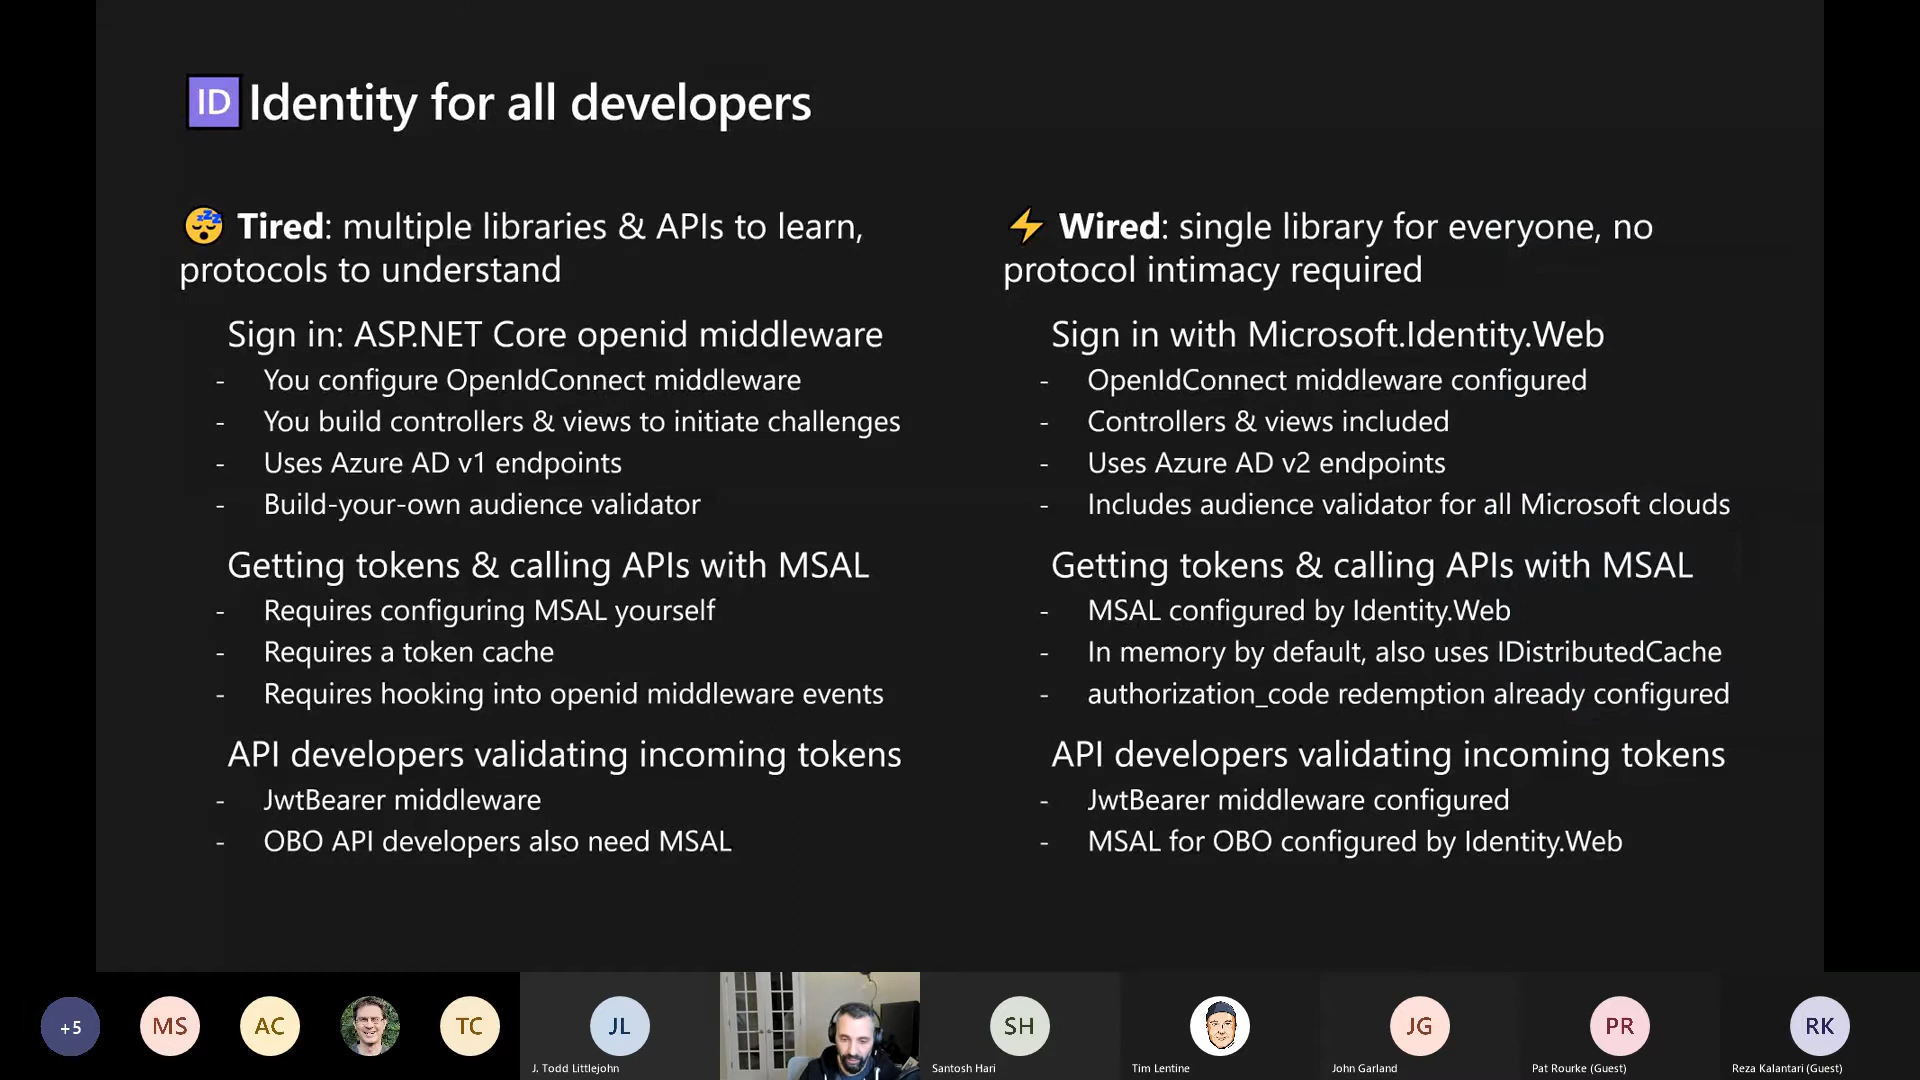 ID Identity for all developers
Tired: multiple libraries & APIs to learn,
protocols to understand
Sign in: ASP.NET Core openid middleware
- You configure OpenIdConnect middleware
- You build controllers & views to initiate challenges
- Uses Azure AD v1 endpoints
- Build-your-own audience validator
Getting tokens & calling APIs with MSAL
- Requires configuring MSAL yourself
- Requires a token cache
- Requires hooking into openid middleware events
API developers validating incoming tokens
- JwtBearer middleware
- OBO API developers also need MSAL
Wired: single library for everyone, no
protocol intimacy required
Sign in with Microsoft.Identity.Web
- OpenIdConnect middleware configured
- Controllers & views included
- Uses Azure AD v2 endpoints
- Includes audience validator for all Microsoft clouds
Getting tokens & calling APIs with MSAL
- MSAL configured by Identity.Web
- In memory by default, also uses IDistributedCache
- authorization_code redemption already configured
API developers validating incoming tokens
- JwtBearer middleware configured
- MSAL for OBO configured by Identity.Web
+5
MS
AC
TC
JL
J. Todd Littlejohn
SH
Santosh Hari
Tim Lentine
JG
John Garland
PR
Pat Rourke (Guest)
RK
Reza Kalantari (Guest)